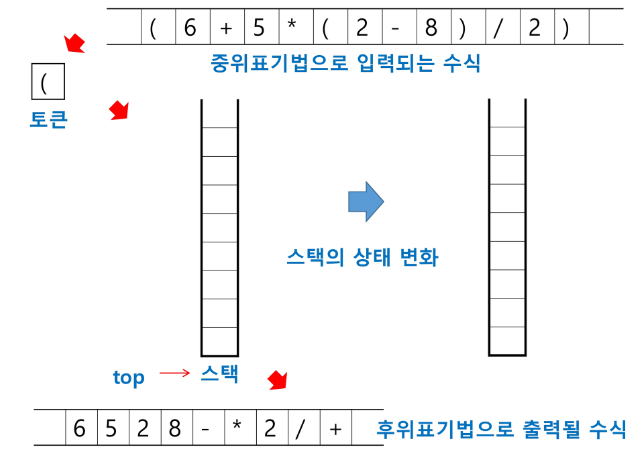 ( 6 + 5 * ( 2 - 8 ) / 2 )
중위표기법으로 입력되는 수식
(
토큰
스택의 상태 변화
top 스택
6 5 2 8 - * 2 / +
후위표기법으로 출력될 수식